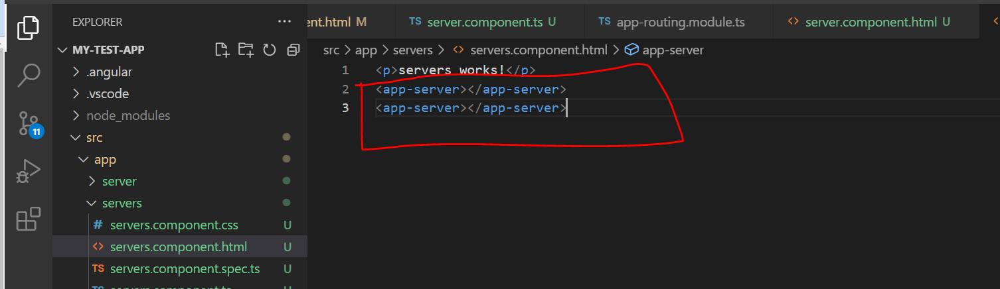 EXPLORER
MY-TEST-APP
.angular
.vscode
node_modules
src
app
server
servers
# servers.component.css U
<> servers.component.html U
TS servers.component.spec.ts U
11
ent.html M
TS server.component.ts U
TS app-routing.module.ts
<> server.component.html U
src > app > servers > <> servers.component.html > app-server
1 <p>servers works!</p>
2 <app-server></app-server>
3 <app-server></app-server>